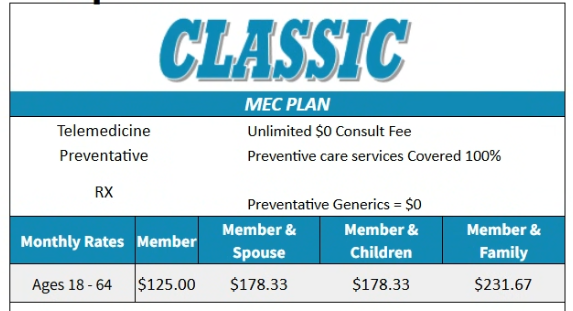 CLASSIC
MEC PLAN
Telemedicine Unlimited $0 Consult Fee
Preventative Preventive care services Covered 100%
RX Preventative Generics = $0
Monthly Rates Member Member & Spouse Member & Children Member & Family
Ages 18 - 64 $125.00 $178.33 $178.33 $231.67